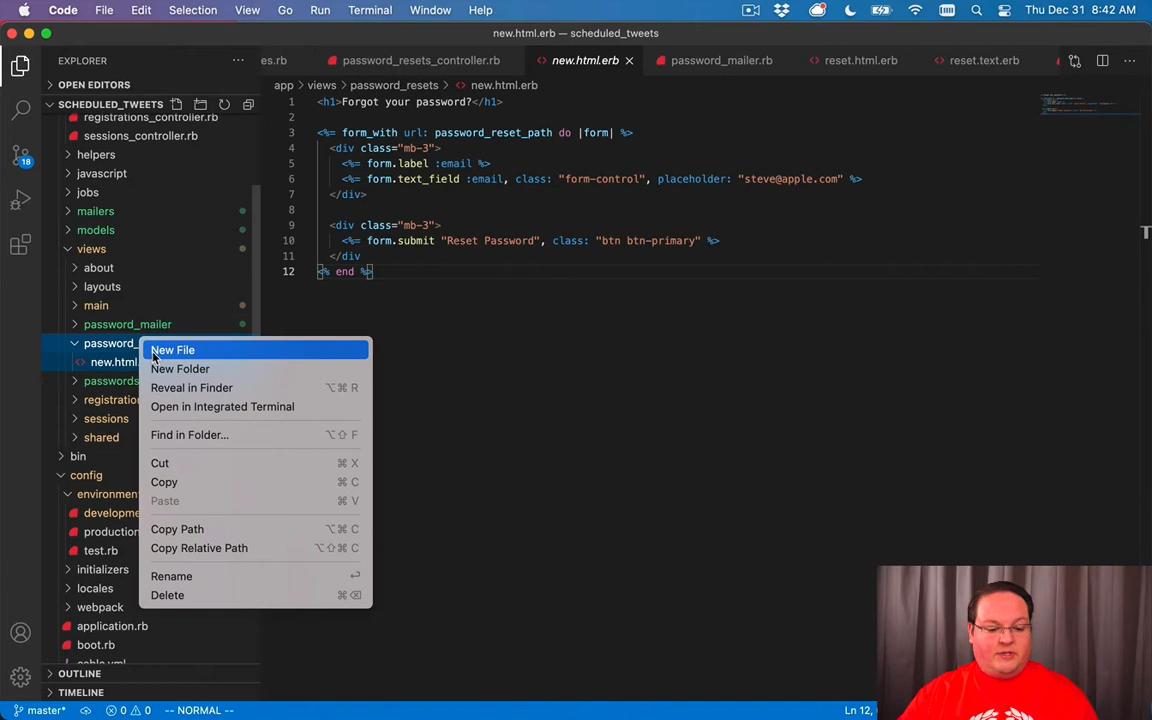 Code File Edit Selection View Go Run Terminal Window Help Thu Dec 31 8:42 AM
new.html.erb — scheduled_tweets
EXPLORER
es.rb password_resets_controller.rb new.html.erb password_mailer.rb reset.html.erb reset.text.erb
OPEN EDITORS
app > views > password_resets > new.html.erb
SCHEDULED_TWEETS
registrations_controller.rb
sessions_controller.rb
helpers
javascript
jobs
mailers
models
views
about
layouts
main
password_mailer
password_
new.html.
passwords
registration
sessions
shared
bin
config
environmen
developme
production
test.rb
initializers
locales
webpack
application.rb
boot.rb
cable.yml
OUTLINE
TIMELINE
18
1 <h1>Forgot your password?</h1>
2
3 <%= form_with url: password_reset_path do |form| %>
4 <div class="mb-3">
5 <%= form.label :email %>
6 <%= form.text_field :email, class: "form-control", placeholder: "steve@apple.com" %>
7 </div>
8
9 <div class="mb-3">
10 <%= form.submit "Reset Password", class: "btn btn-primary" %>
11 </div
12 <% end %>
New File
New Folder
Reveal in Finder ⌥⌘ R
Open in Integrated Terminal
Find in Folder... ⌥⇧ F
Cut ⌘ X
Copy ⌘ C
Paste ⌘ V
Copy Path ⌥⌘ C
Copy Relative Path ⌥⇧⌘ C
Rename
Delete ⌘⌫
master* 0 0 -- NORMAL -- Ln 12,